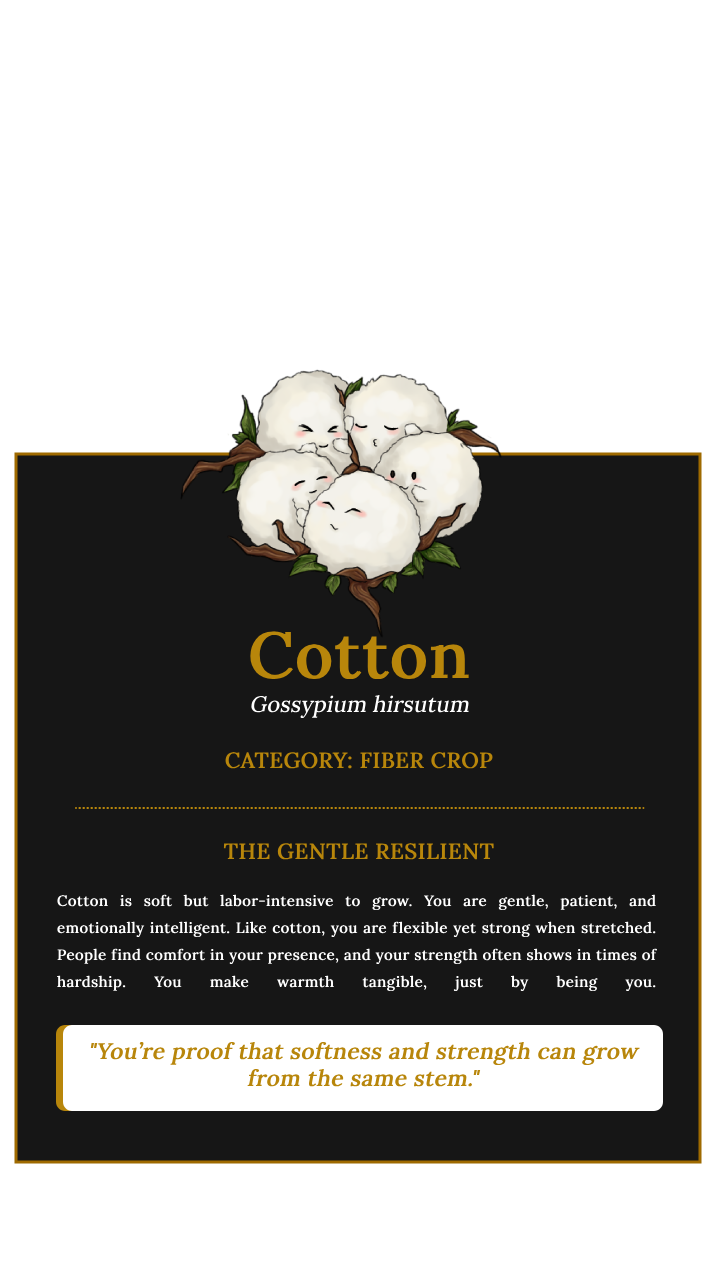 Cotton
Gossypium hirsutum
CATEGORY: FIBER CROP
THE GENTLE RESILIENT
Cotton is soft but labor-intensive to grow. You are gentle, patient, and
emotionally intelligent. Like cotton, you are flexible yet strong when stretched.
People find comfort in your presence, and your strength often shows in times of
hardship. You make warmth tangible, just by being you.
"You’re proof that softness and strength can grow
from the same stem."